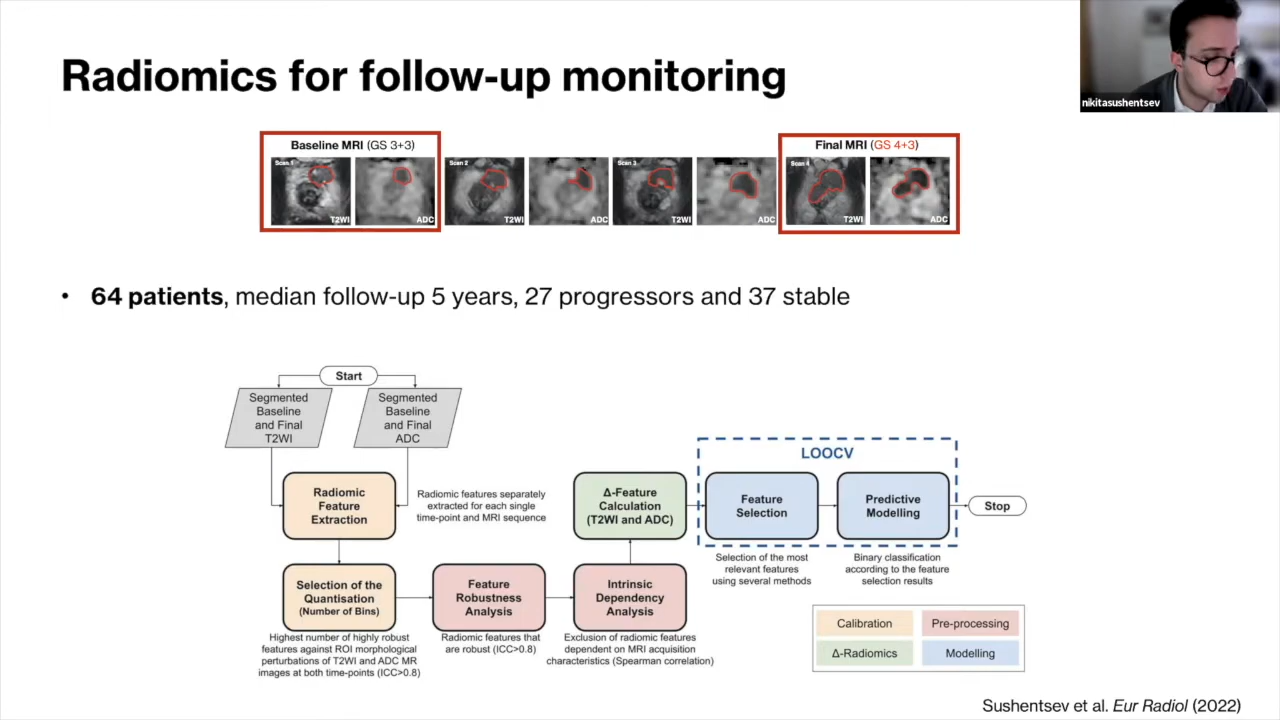 Radiomics for follow-up monitoring
nikitasushentsev
Baseline MRI (GS 3+3)
Final MRI (GS 4+3)
Scan 1
T2WI
ADC
Scan 2
T2WI
ADC
Scan 3
T2WI
ADC
Scan 4
T2WI
ADC
• 64 patients, median follow-up 5 years, 27 progressors and 37 stable
Start
Segmented
Baseline
and Final
T2WI
Segmented
Baseline
and Final
ADC
Radiomic
Feature
Extraction
Radiomic features separately
extracted for each single
time-point and MRI sequence
Selection of the
Quantisation
(Number of Bins)
Highest number of highly robust
features against ROI morphological
perturbations of T2WI and ADC MR
images at both time-points (ICC>0.8)
Feature
Robustness
Analysis
Radiomic features that
are robust (ICC>0.8)
Intrinsic
Dependency
Analysis
Exclusion of radiomic features
dependent on MRI acquisition
characteristics (Spearman correlation)
Δ-Feature
Calculation
(T2WI and ADC)
LOOCV
Feature
Selection
Selection of the most
relevant features
using several methods
Predictive
Modelling
Binary classification
according to the feature
selection results
Stop
Calibration
Pre-processing
Δ-Radiomics
Modelling
Sushentsev et al. Eur Radiol (2022)